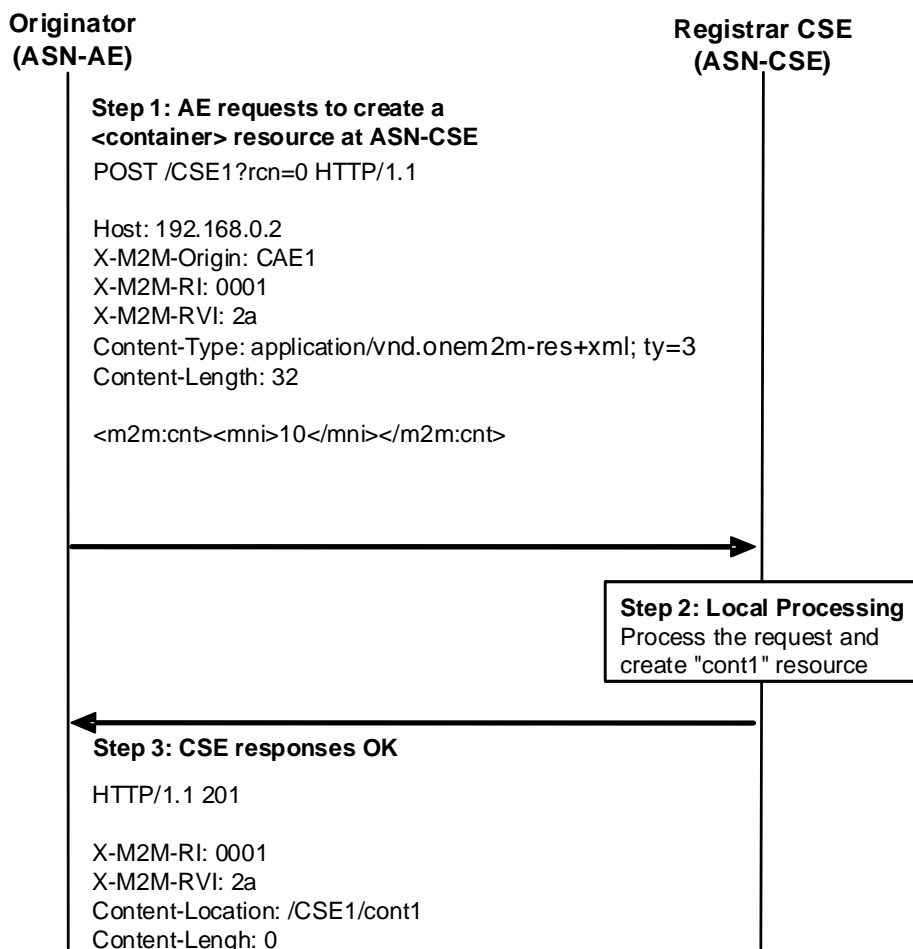 Originator
(ASN-AE)
Registrar CSE
(ASN-CSE)
Step 1: AE requests to create a
<container> resource at ASN-CSE
POST /CSE1?rcn=0 HTTP/1.1
Host: 192.168.0.2
X-M2M-Origin: CAE1
X-M2M-RI: 0001
X-M2M-RVI: 2a
Content-Type: application/vnd.onem2m-res+xml; ty=3
Content-Length: 32
<m2m:cnt><mni>10</mni></m2m:cnt>
Step 2: Local Processing
Process the request and
create "cont1" resource
Step 3: CSE responses OK
HTTP/1.1 201
X-M2M-RI: 0001
X-M2M-RVI: 2a
Content-Location: /CSE1/cont1
Content-Lengh: 0